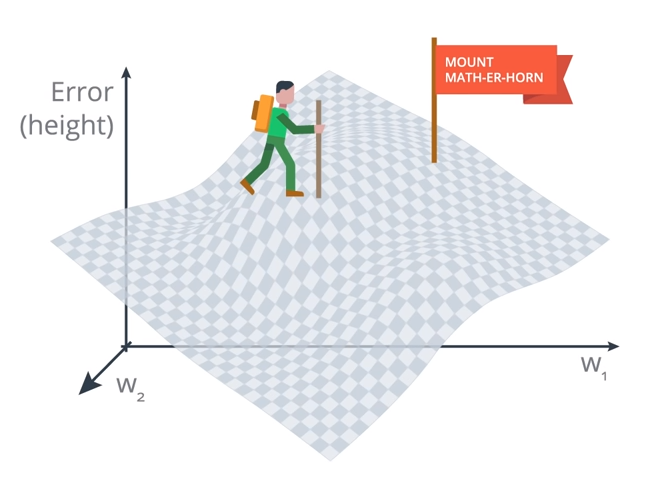 MOUNT
MATH-ER-HORN
Error
(height)
W₁
W₂